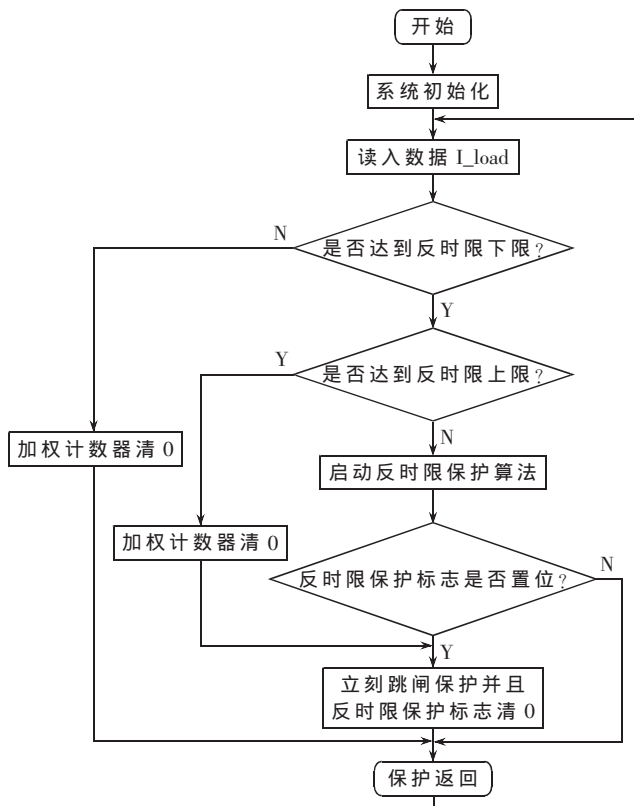 开始
系统初始化
读入数据 I_load
是否达到反时限下限?
N
Y
是否达到反时限上限?
Y
N
加权计数器清 0
启动反时限保护算法
加权计数器清 0
反时限保护标志是否置位?
N
Y
立刻跳闸保护并且
反时限保护标志清 0
保护返回